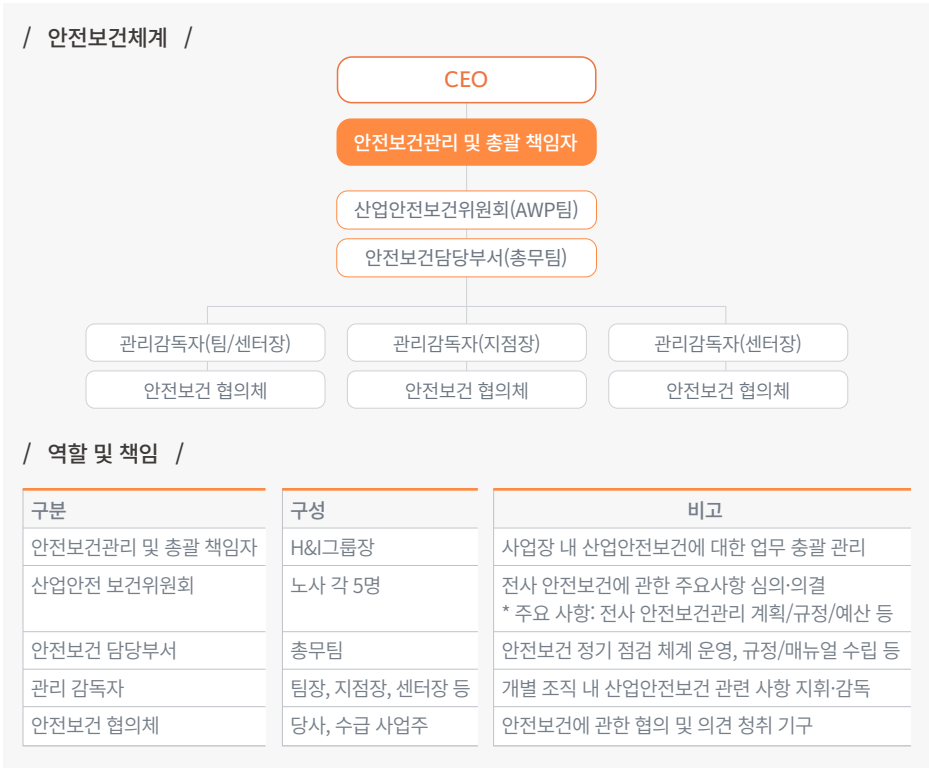 / 안전보건체계 /
CEO
안전보건관리 및 총괄 책임자
산업안전보건위원회(AWP팀)
안전보건담당부서(총무팀)
관리감독자(팀/센터장) 관리감독자(지점장) 관리감독자(센터장)
안전보건 협의체 안전보건 협의체 안전보건 협의체
/ 역할 및 책임 /
구분 구성 비고
안전보건관리 및 총괄 책임자 H&I그룹장 사업장 내 산업안전보건에 대한 업무 충괄 관리
산업안전 보건위원회 노사 각 5명 전사 안전보건에 관한 주요사항 심의·의결
* 주요 사항: 전사 안전보건관리 계획/규정/예산 등
안전보건 담당부서 총무팀 안전보건 정기 점검 체계 운영, 규정/매뉴얼 수립 등
관리 감독자 팀장, 지점장, 센터장 등 개별 조직 내 산업안전보건 관련 사항 지휘·감독
안전보건 협의체 당사, 수급 사업주 안전보건에 관한 협의 및 의견 청취 기구